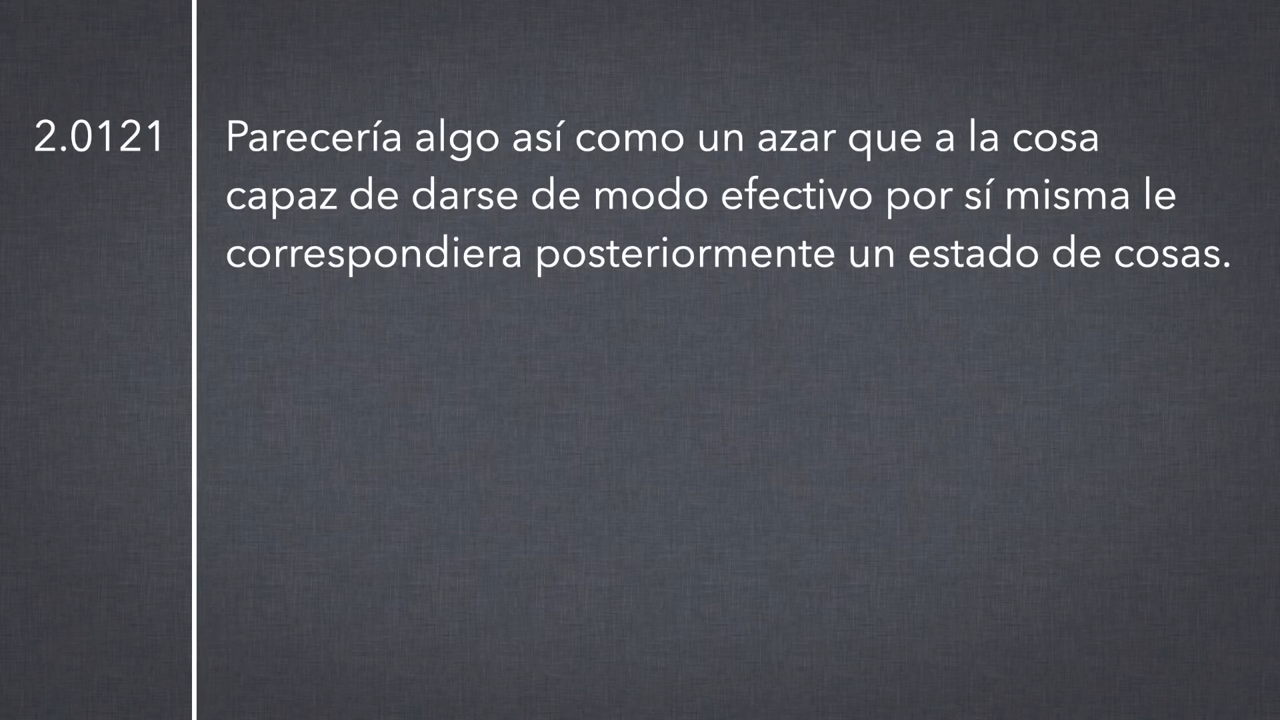 2.0121 Parecería algo así como un azar que a la cosa
capaz de darse de modo efectivo por sí misma le
correspondiera posteriormente un estado de cosas.